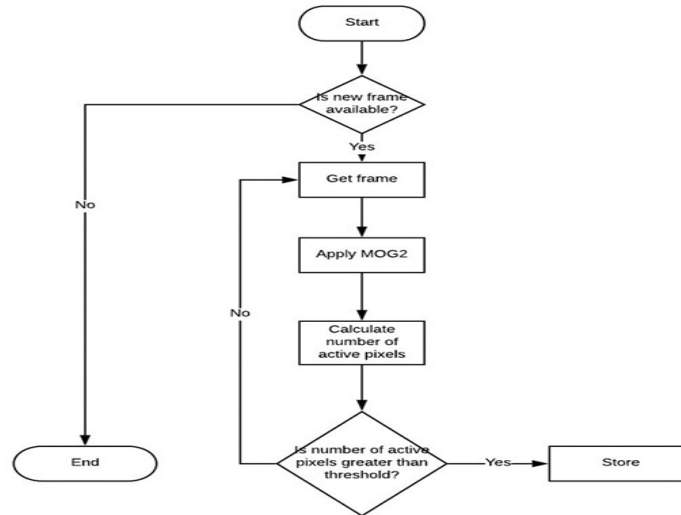 Start
Is new frame
available?
Yes
Get frame
No
Apply MOG2
No
Calculate
number of
active pixels
Is number of active
pixels greater than
threshold?
Yes
Store
End